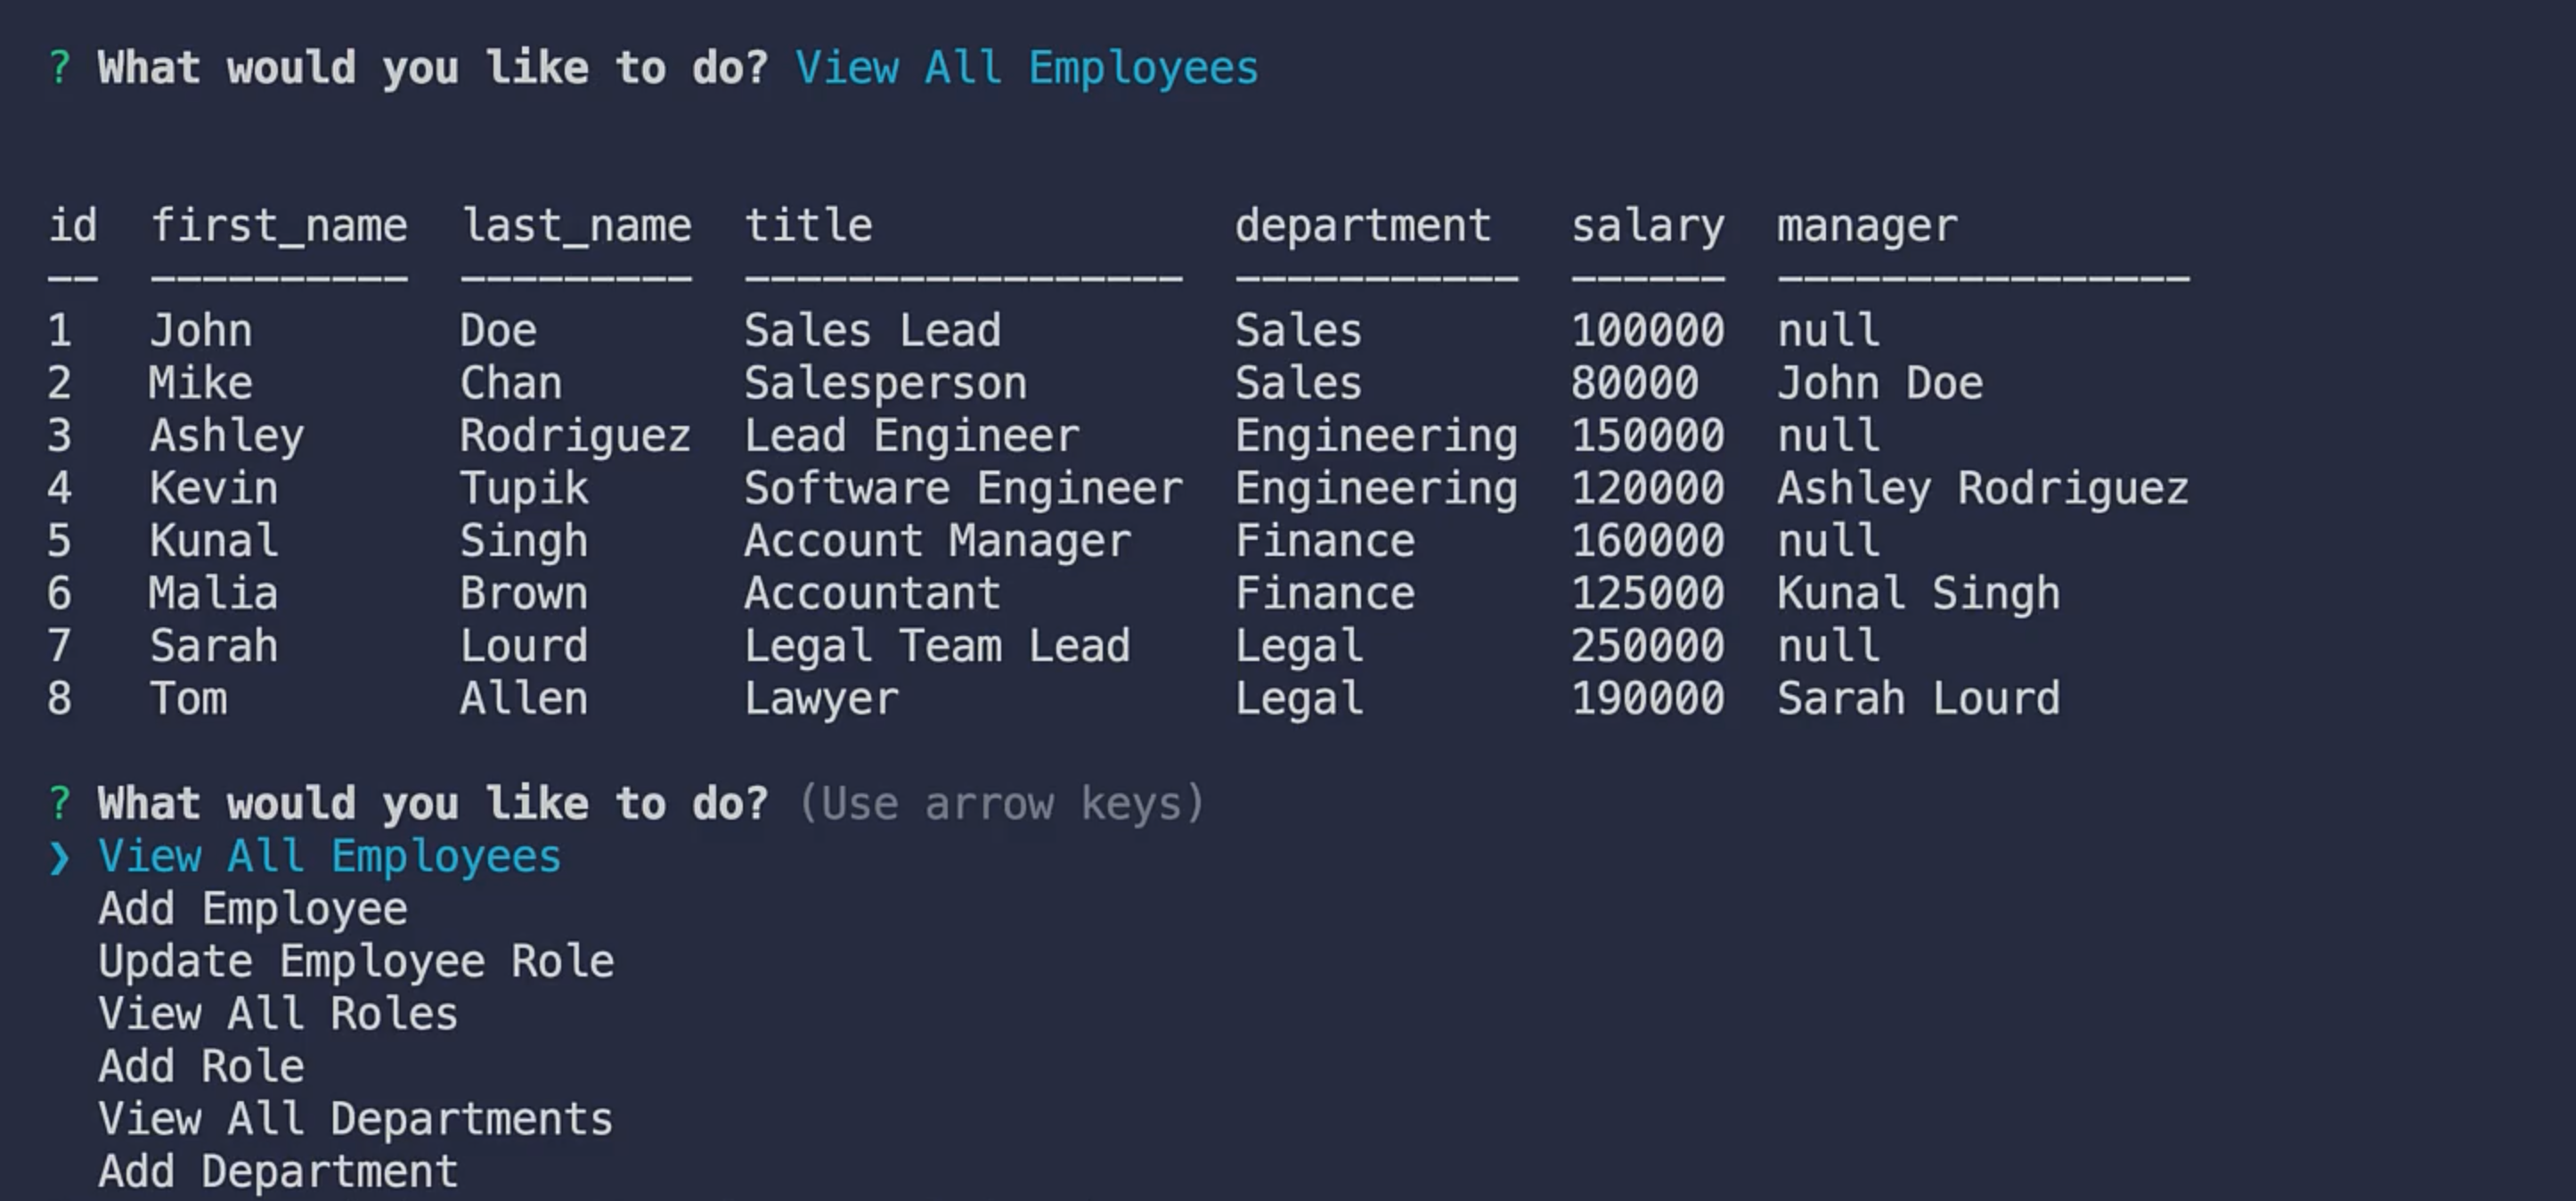 ? What would you like to do? View All Employees
id  first_name  last_name  title              department   salary  manager
--  ----------  ---------  -----------------  -----------  ------  ----------------
1   John        Doe        Sales Lead         Sales        100000  null
2   Mike        Chan       Salesperson        Sales        80000   John Doe
3   Ashley      Rodriguez  Lead Engineer      Engineering  150000  null
4   Kevin       Tupik      Software Engineer  Engineering  120000  Ashley Rodriguez
5   Kunal       Singh      Account Manager    Finance      160000  null
6   Malia       Brown      Accountant         Finance      125000  Kunal Singh
7   Sarah       Lourd      Legal Team Lead    Legal        250000  null
8   Tom         Allen      Lawyer             Legal        190000  Sarah Lourd
? What would you like to do? (Use arrow keys)
❯ View All Employees
Add Employee
Update Employee Role
View All Roles
Add Role
View All Departments
Add Department